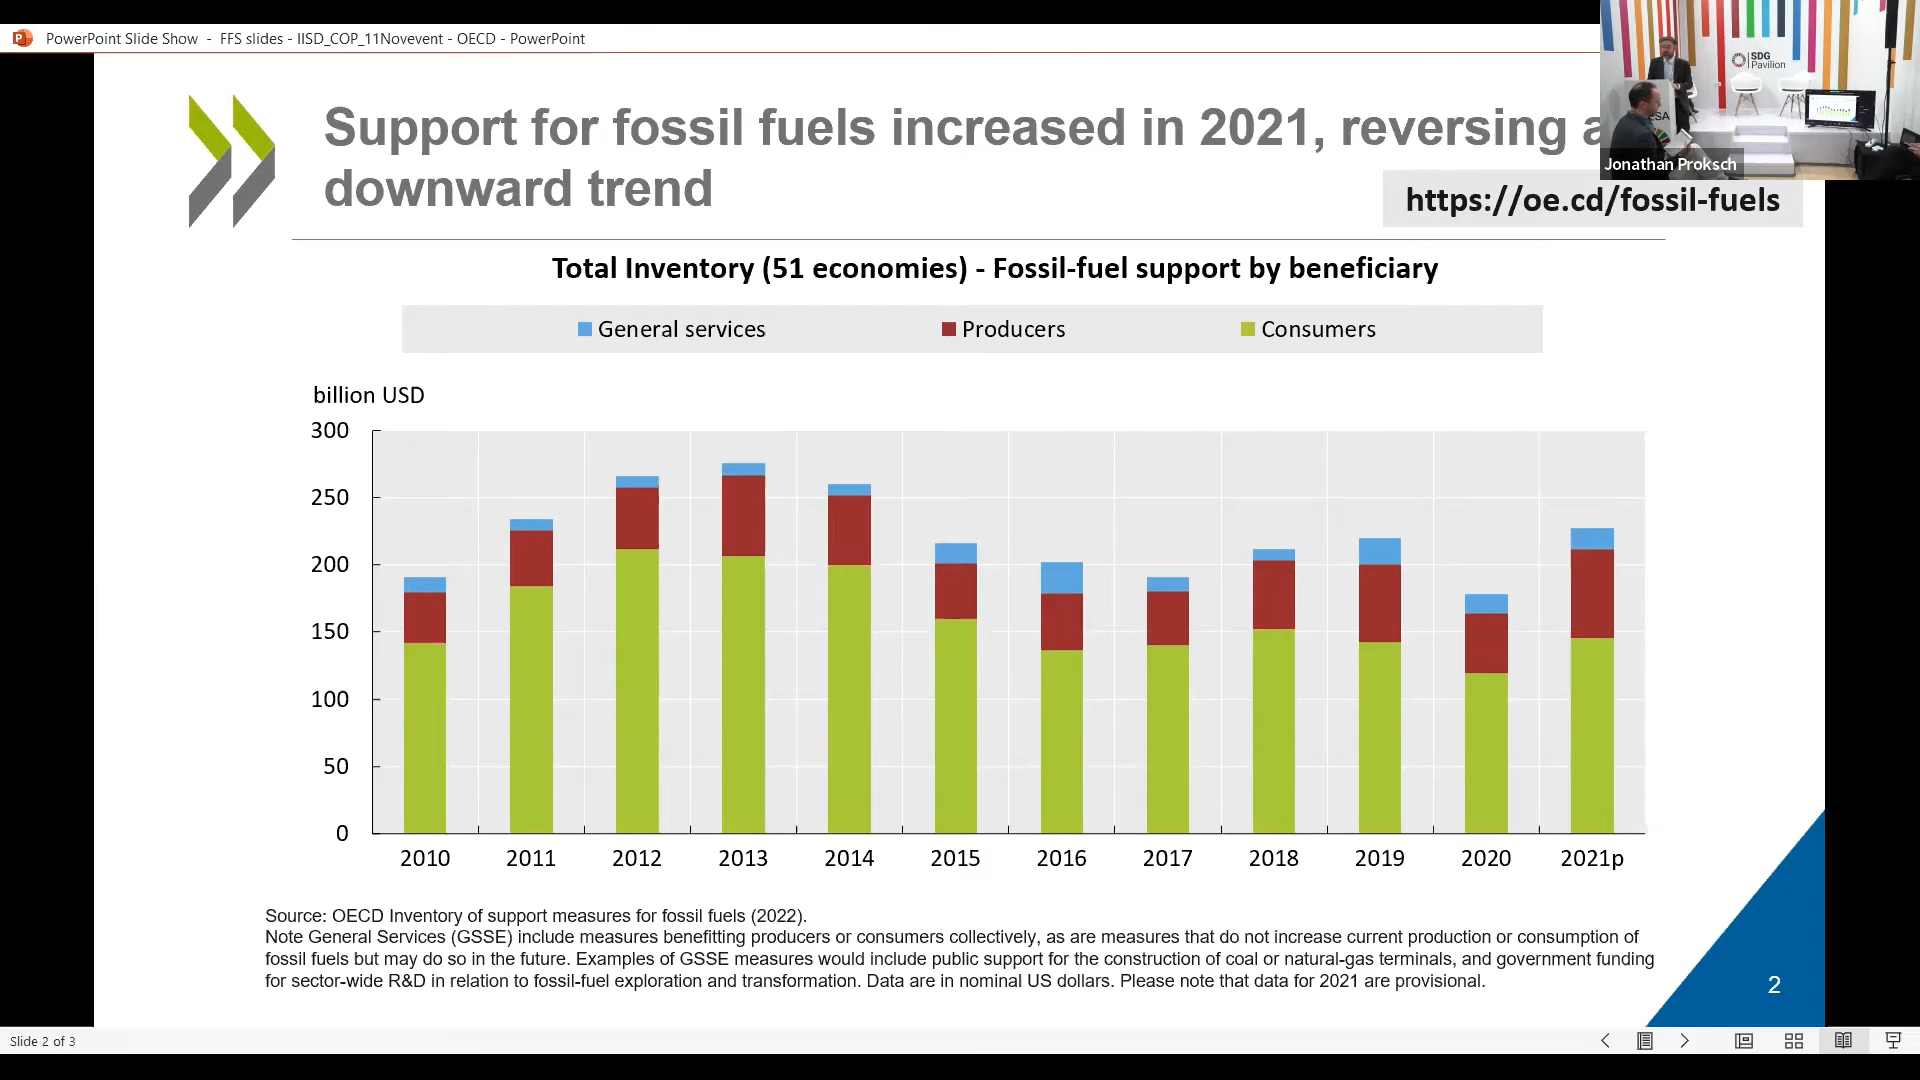 PowerPoint Slide Show - FFS slides - IISD_COP_11Novevent - OECD - PowerPoint
SDG
Pavilion
Jonathan Proksch
Support for fossil fuels increased in 2021, reversing a
downward trend
https://oe.cd/fossil-fuels
Total Inventory (51 economies) - Fossil-fuel support by beneficiary
General services Producers Consumers
billion USD
300
250
200
150
100
50
0
2010 2011 2012 2013 2014 2015 2016 2017 2018 2019 2020 2021p
Source: OECD Inventory of support measures for fossil fuels (2022).
Note General Services (GSSE) include measures benefitting producers or consumers collectively, as are measures that do not increase current production or consumption of
fossil fuels but may do so in the future. Examples of GSSE measures would include public support for the construction of coal or natural-gas terminals, and government funding
for sector-wide R&D in relation to fossil-fuel exploration and transformation. Data are in nominal US dollars. Please note that data for 2021 are provisional.
2
Slide 2 of 3